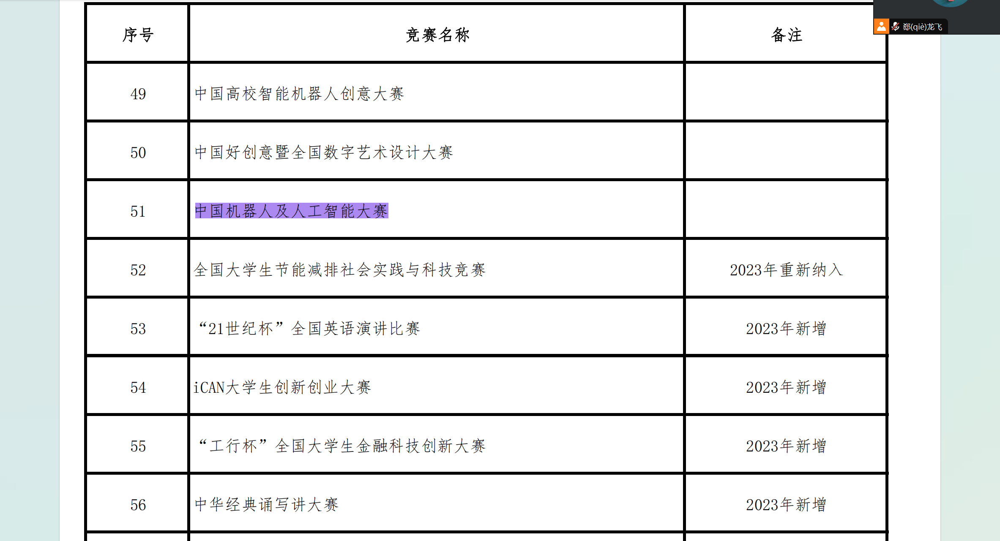 序号 竞赛名称 备注
郄(qiè)龙飞
49 中国高校智能机器人创意大赛
50 中国好创意暨全国数字艺术设计大赛
51 中国机器人及人工智能大赛
52 全国大学生节能减排社会实践与科技竞赛 2023年重新纳入
53 “21世纪杯”全国英语演讲比赛 2023年新增
54 iCAN大学生创新创业大赛 2023年新增
55 “工行杯”全国大学生金融科技创新大赛 2023年新增
56 中华经典诵写讲大赛 2023年新增